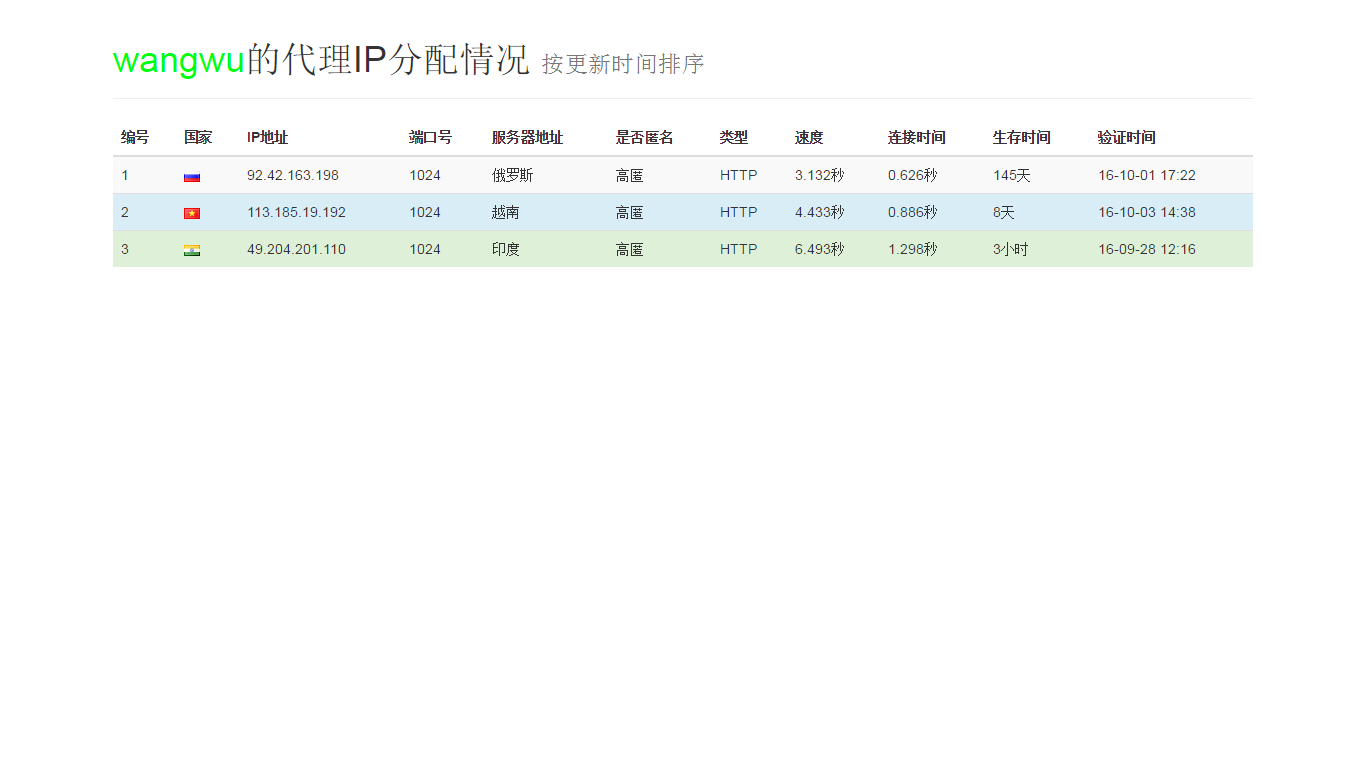 wangwu的代理IP分配情况 按更新时间排序
编号 国家 IP地址 端口号 服务器地址 是否匿名 类型 速度 连接时间 生存时间 验证时间
1 92.42.163.198 1024 俄罗斯 高匿 HTTP 3.132秒 0.626秒 145天 16-10-01 17:22
2 113.185.19.192 1024 越南 高匿 HTTP 4.433秒 0.886秒 8天 16-10-03 14:38
3 49.204.201.110 1024 印度 高匿 HTTP 6.493秒 1.298秒 3小时 16-09-28 12:16